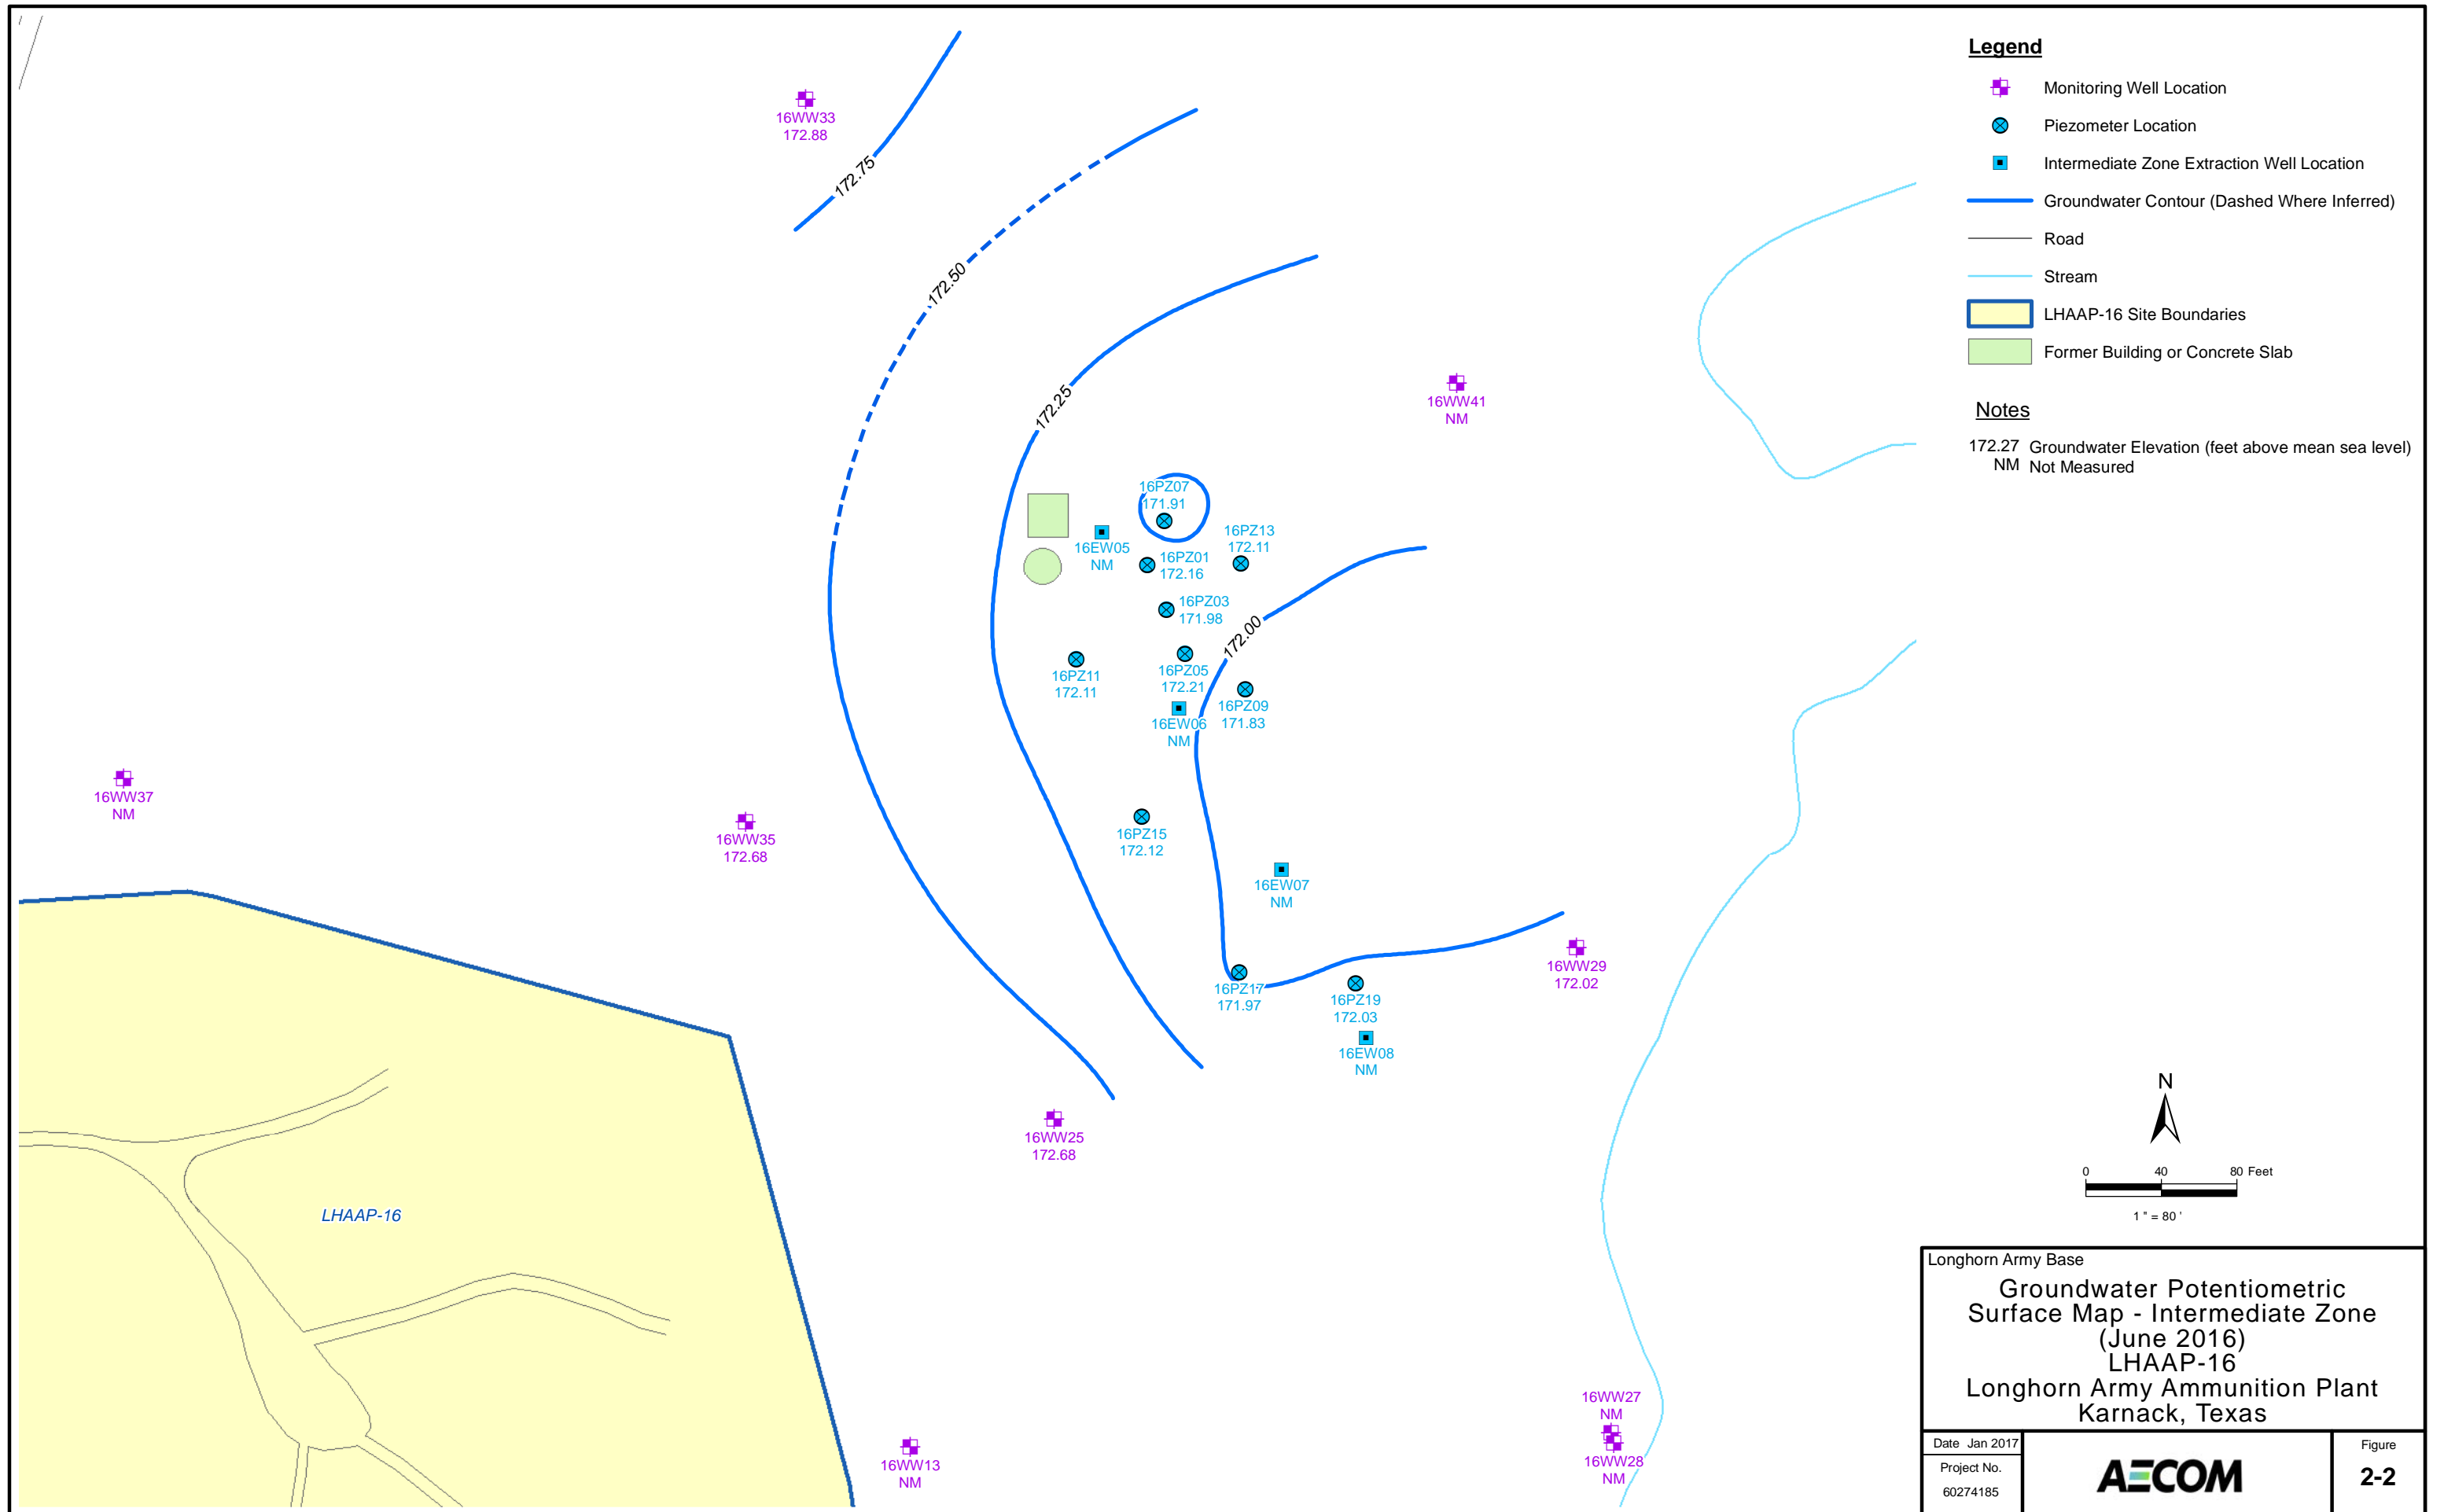 16WW33
172.88
172.75
172.50
172.25
16WW41
NM
16PZ07
171.91
16EW05
NM
16PZ13
172.11
16PZ01
172.16
16PZ03
171.98
172.00
16PZ11
172.11
16PZ05
172.21
16PZ09
171.83
16EW06
NM
16WW37
NM
16WW35
172.68
16PZ15
172.12
16EW07
NM
16WW29
172.02
16PZ17
171.97
16PZ19
172.03
16EW08
NM
16WW25
172.68
LHAAP-16
16WW13
NM
16WW27
NM
16WW28
NM
Legend
Monitoring Well Location
Piezometer Location
Intermediate Zone Extraction Well Location
Groundwater Contour (Dashed Where Inferred)
Road
Stream
LHAAP-16 Site Boundaries
Former Building or Concrete Slab
Notes
172.27 Groundwater Elevation (feet above mean sea level)
NM Not Measured
N
0 40 80 Feet
1 " = 80 '
Longhorn Army Base
Groundwater Potentiometric
Surface Map - Intermediate Zone
(June 2016)
LHAAP-16
Longhorn Army Ammunition Plant
Karnack, Texas
Date Jan 2017
Project No.
60274185
AECOM
Figure
2-2